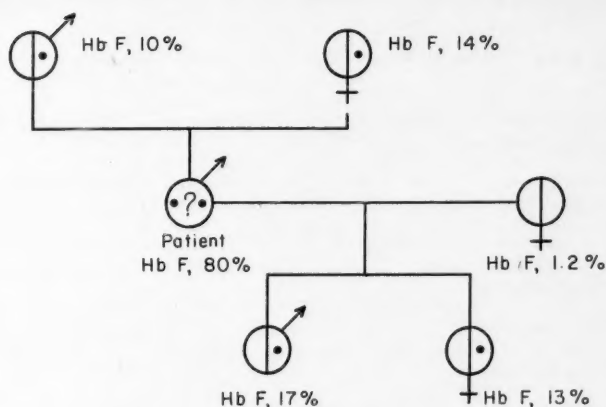 Hb F, 10%
Hb F, 14%
?
Patient
Hb F, 80%
Hb F, 1.2%
Hb F, 17%
Hb F, 13%